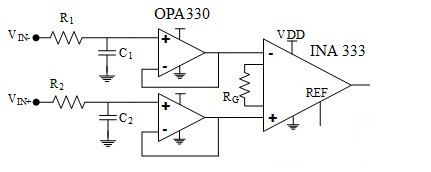 OPA330
R1
VIN-
C1
VDD
INA 333
RG
REF
R2
VIN+
C2